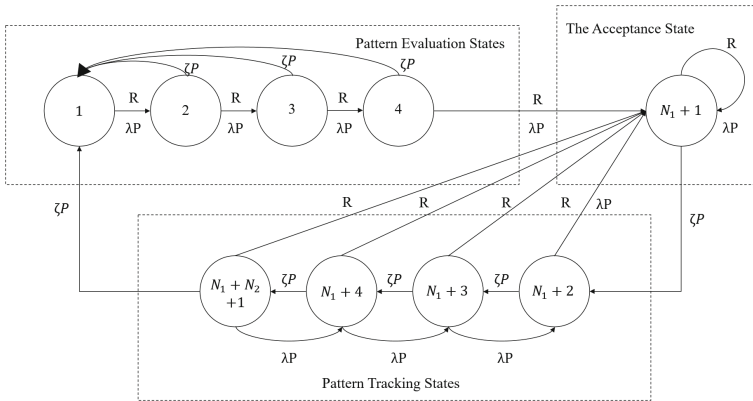 The Acceptance State
Pattern Evaluation States
R
ζP
ζP
ζP
R
R
R
R
1
2
3
4
N₁ + 1
λP
λP
λP
λP
λP
R
R
R
R
λP
ζP
ζP
ζP
ζP
ζP
N₁ + N₂
+1
N₁ + 4
N₁ + 3
N₁ + 2
λP
λP
λP
Pattern Tracking States